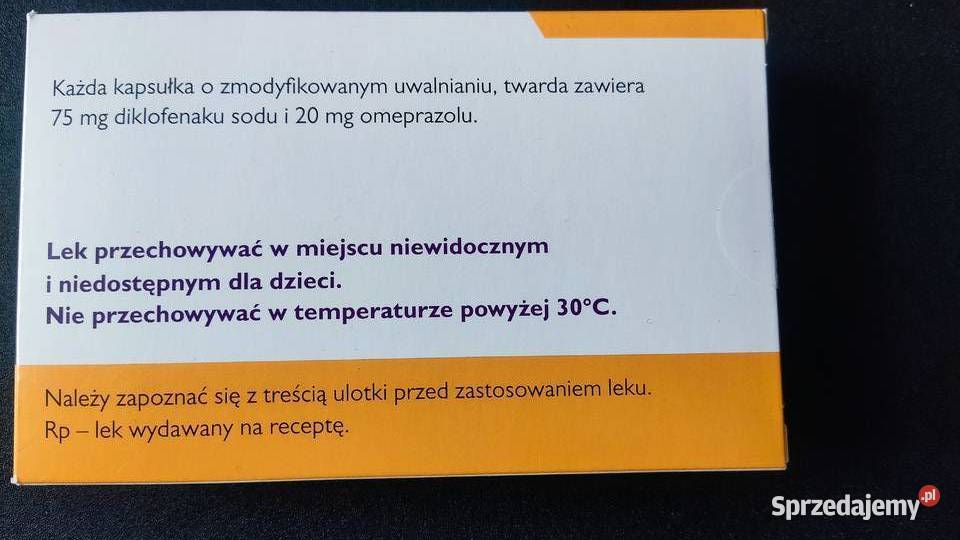 Każda kapsułka o zmodyfikowanym uwalnianiu, twarda zawiera
75 mg diklofenaku sodu i 20 mg omeprazolu.
Lek przechowywać w miejscu niewidocznym
i niedostępnym dla dzieci.
Nie przechowywać w temperaturze powyżej 30°C.
Należy zapoznać się z treścią ulotki przed zastosowaniem leku.
Rp – lek wydawany na receptę.
Sprzedajemy.pl